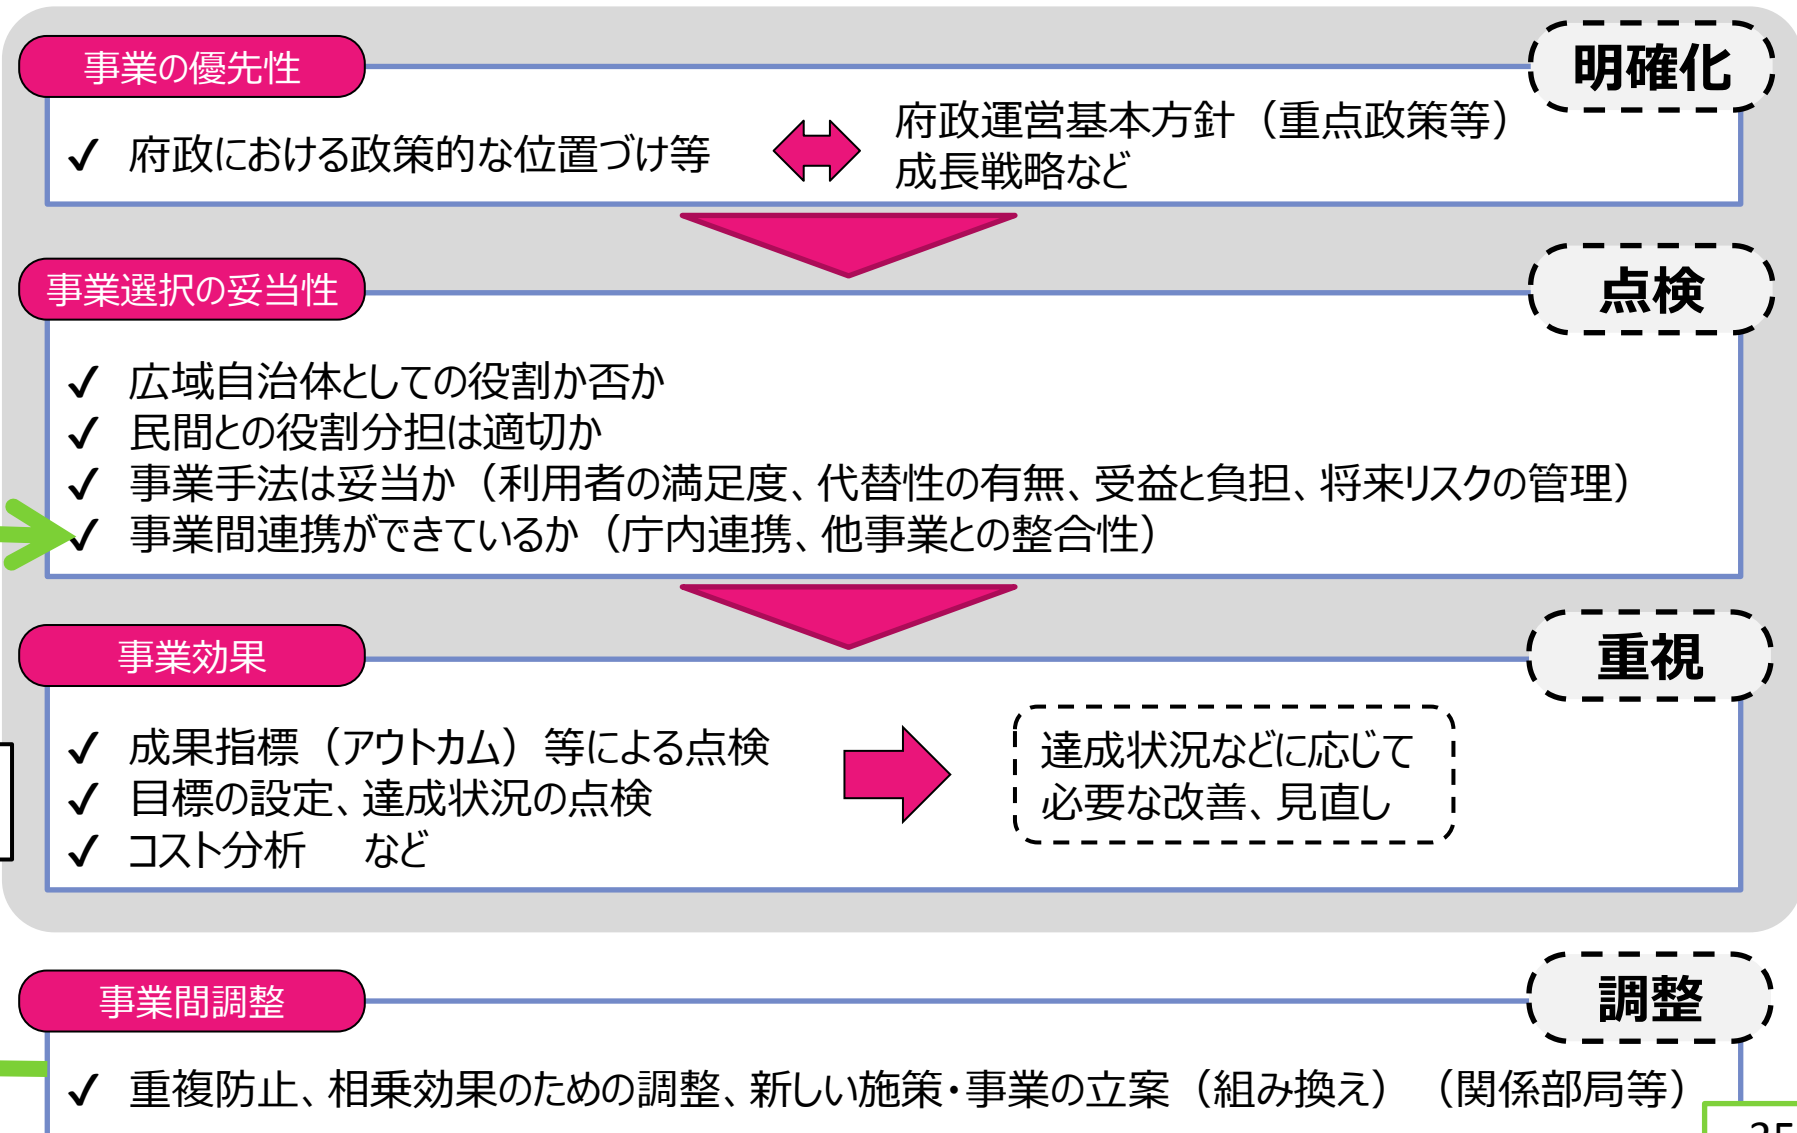 事業の優先性
明確化
✓ 府政における政策的な位置づけ等
府政運営基本方針（重点政策等）
成長戦略など
事業選択の妥当性
点検
✓ 広域自治体としての役割か否か
✓ 民間との役割分担は適切か
✓ 事業手法は妥当か（利用者の満足度、代替性の有無、受益と負担、将来リスクの管理）
✓ 事業間連携ができているか（庁内連携、他事業との整合性）
事業効果
重視
✓ 成果指標（アウトカム）等による点検
✓ 目標の設定、達成状況の点検
✓ コスト分析　など
達成状況などに応じて
必要な改善、見直し
事業間調整
調整
✓ 重複防止、相乗効果のための調整、新しい施策・事業の立案（組み換え）（関係部局等）